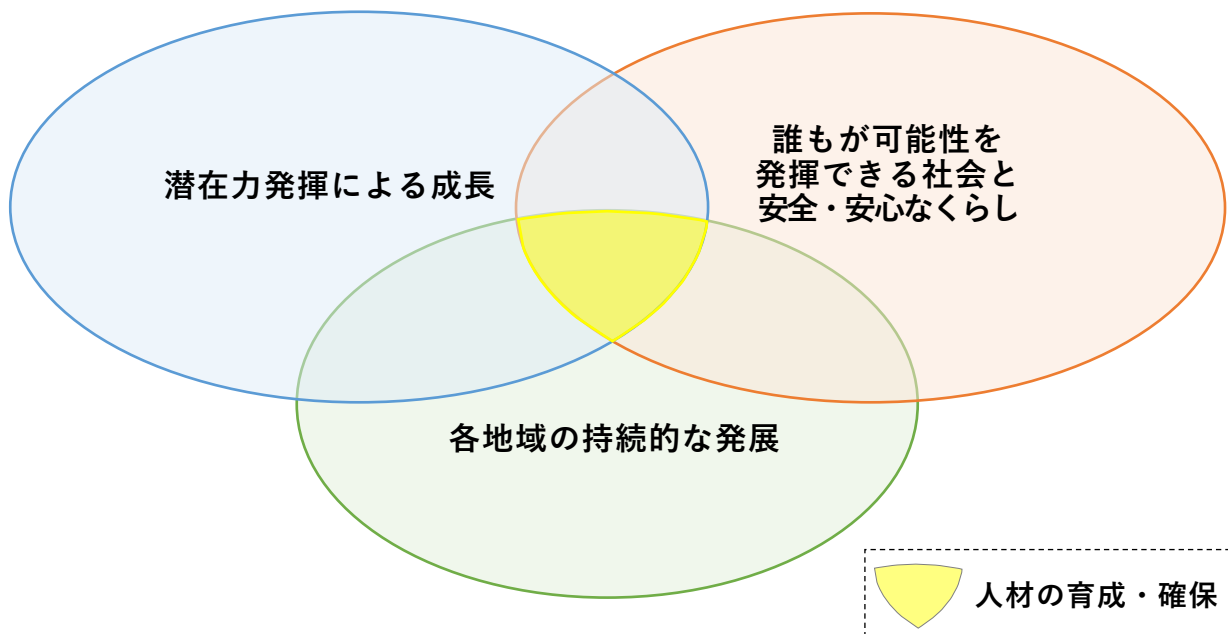 潜在力発揮による成長
誰もが可能性を
発揮できる社会と
安全・安心なくらし
各地域の持続的な発展
人材の育成・確保